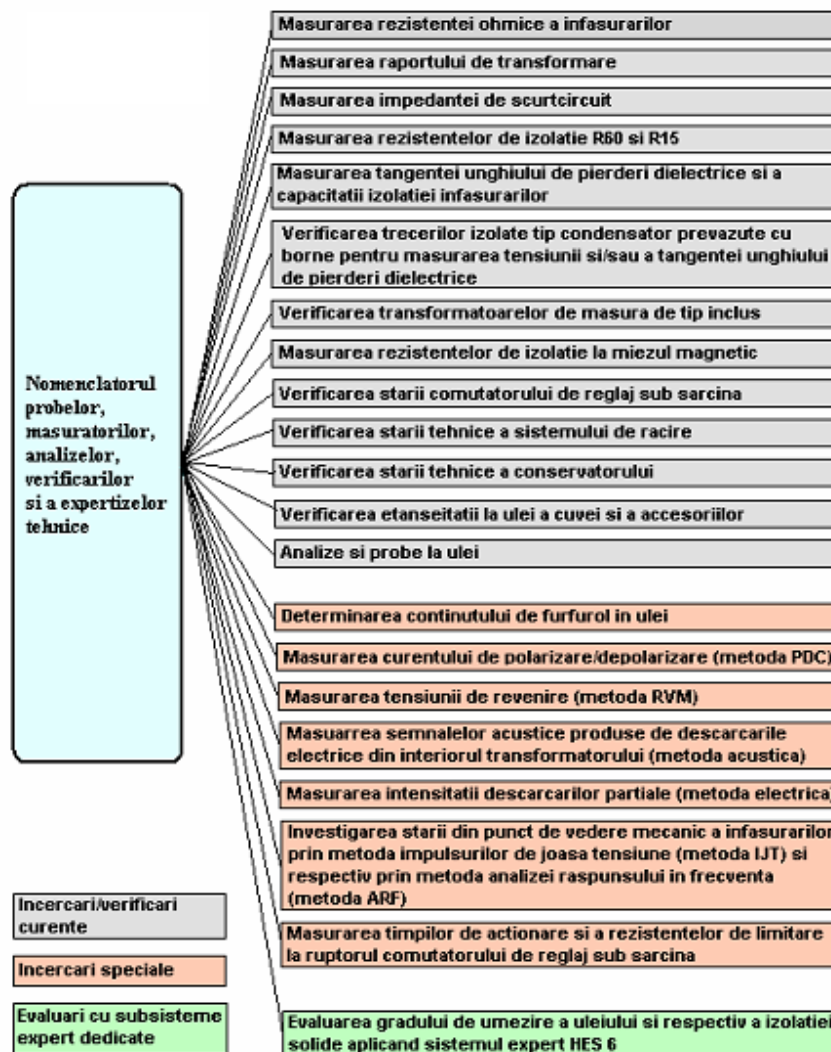 Masurarea rezistentei ohmice a infasurarilor
Masurarea raportului de transformare
Masurarea impedantei de scurtcircuit
Masurarea rezistentelor de izolatie R60 si R15
Masurarea tangentei unghiului de pierderi dielectrice si a
capacitatii izolatiei infasurarilor
Verificarea trecerilor izolate tip condensator prevazute cu
borne pentru masurarea tensiunii si/sau a tangentei unghiului
de pierderi dielectrice
Verificarea transformatoarelor de masura de tip inclus
Masurarea rezistentelor de izolatie la miezul magnetic
Verificarea starii comutatorului de reglaj sub sarcina
Verificarea starii tehnice a sistemului de racire
Verificarea starii tehnice a conservatorului
Verificarea etanseitatii la ulei a cuvei si a accesoriilor
Analize si probe la ulei
Nomenclatorul
probelor,
masuratorilor,
analizelor,
verificarilor
si a expertizelor
tehnice
Determinarea continutului de furfurol in ulei
Masurarea curentului de polarizare/depolarizare (metoda PDC)
Masurarea tensiunii de revenire (metoda RVM)
Masuarrea semnalelor acustice produse de descarcarile
electrice din interiorul transformatorului (metoda acustica)
Masurarea intensitatii descarcarilor partiale (metoda electrica)
Investigarea starii din punct de vedere mecanic a infasurarilor
prin metoda impulsurilor de joasa tensiune (metoda IJT) si
respectiv prin metoda analizei raspunsului in frecventa
(metoda ARF)
Masurarea timpilor de actionare si a rezistentelor de limitare
la ruptorul comutatorului de reglaj sub sarcina
Evaluarea gradului de umezire a uleiului si respectiv a izolatiei
solide aplicand sistemul expert HES 6
Incercari/verificari
curente
Incercari speciale
Evaluari cu subsisteme
expert dedicate